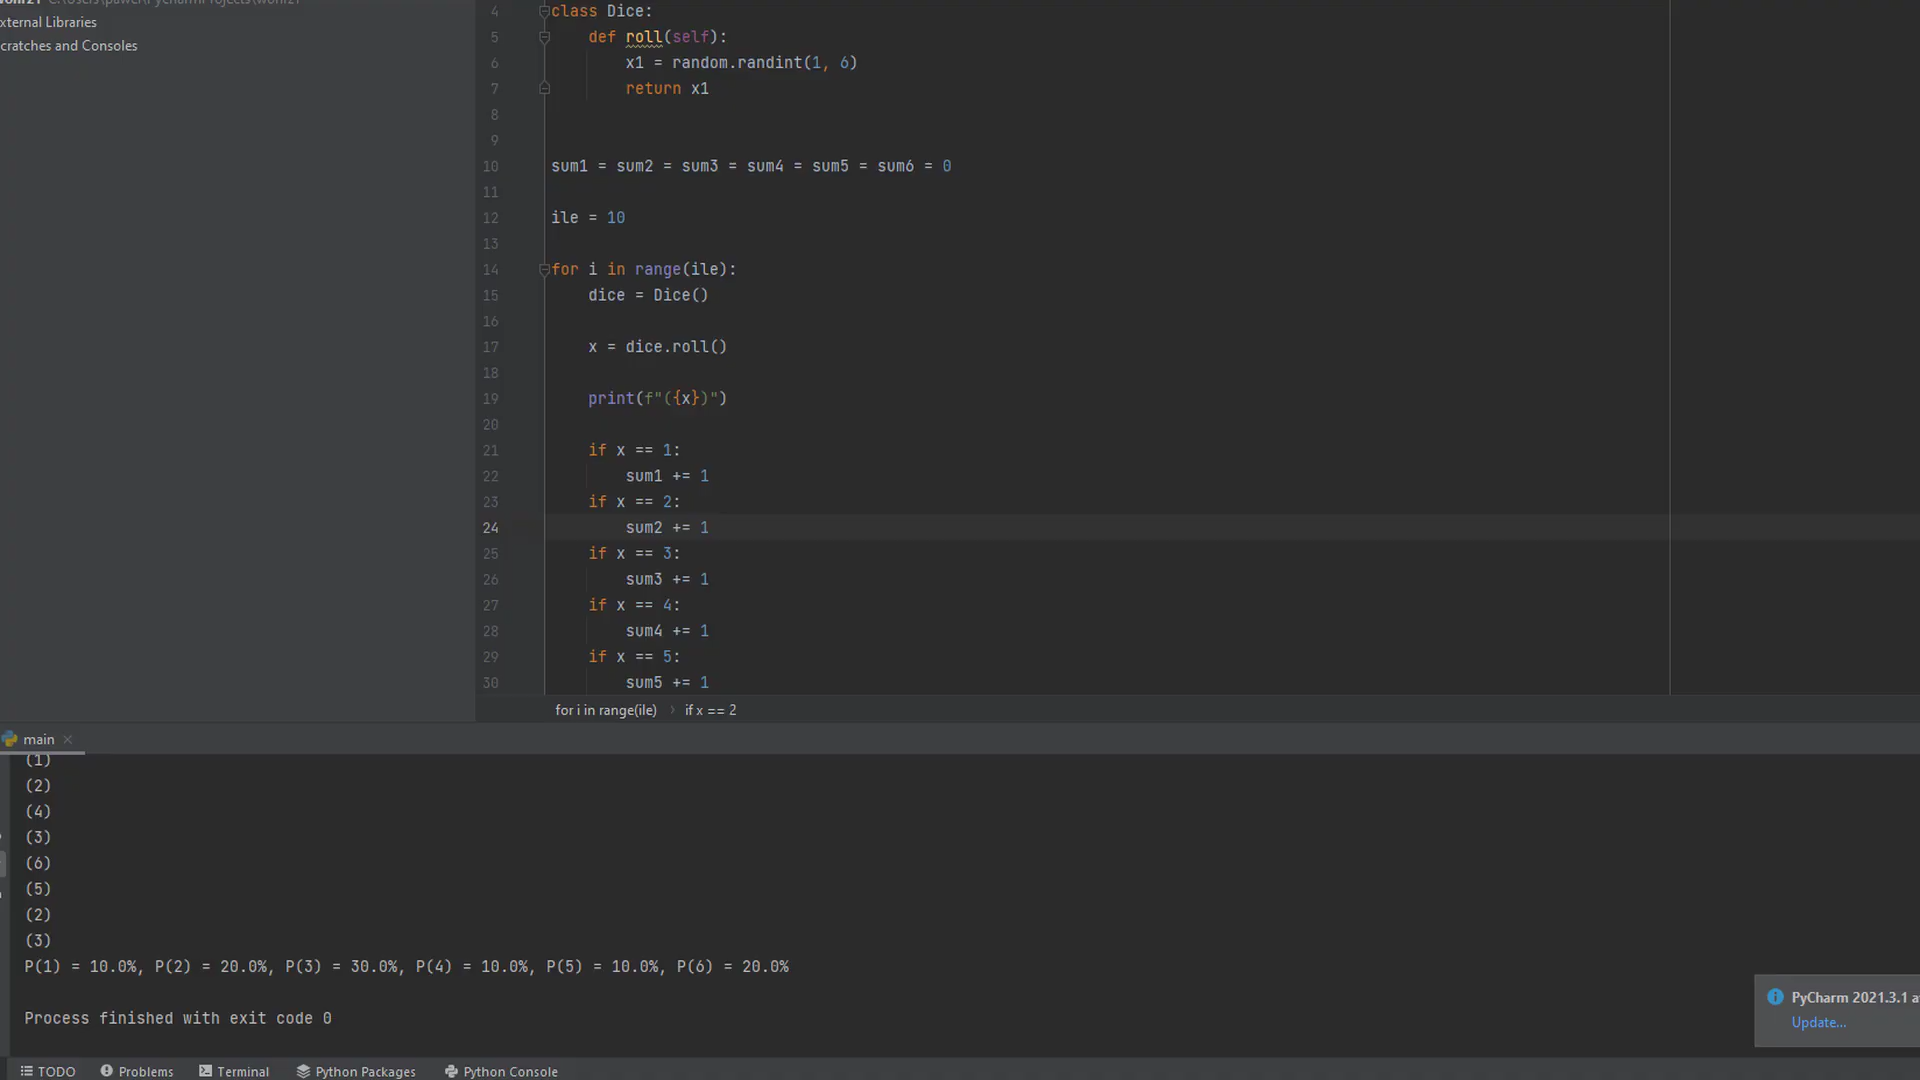 xternal Libraries
cratches and Consoles
4 class Dice:
5 def roll(self):
6 x1 = random.randint(1, 6)
7 return x1
8
9
10 sum1 = sum2 = sum3 = sum4 = sum5 = sum6 = 0
11
12 ile = 10
13
14 for i in range(ile):
15 dice = Dice()
16
17 x = dice.roll()
18
19 print(f"({x})")
20
21 if x == 1:
22 sum1 += 1
23 if x == 2:
24 sum2 += 1
25 if x == 3:
26 sum3 += 1
27 if x == 4:
28 sum4 += 1
29 if x == 5:
30 sum5 += 1
for i in range(ile) › if x == 2
main ×
(1)
(2)
(4)
(3)
(6)
(5)
(2)
(3)
P(1) = 10.0%, P(2) = 20.0%, P(3) = 30.0%, P(4) = 10.0%, P(5) = 10.0%, P(6) = 20.0%
Process finished with exit code 0
PyCharm 2021.3.1 a
Update...
TODO Problems Terminal Python Packages Python Console